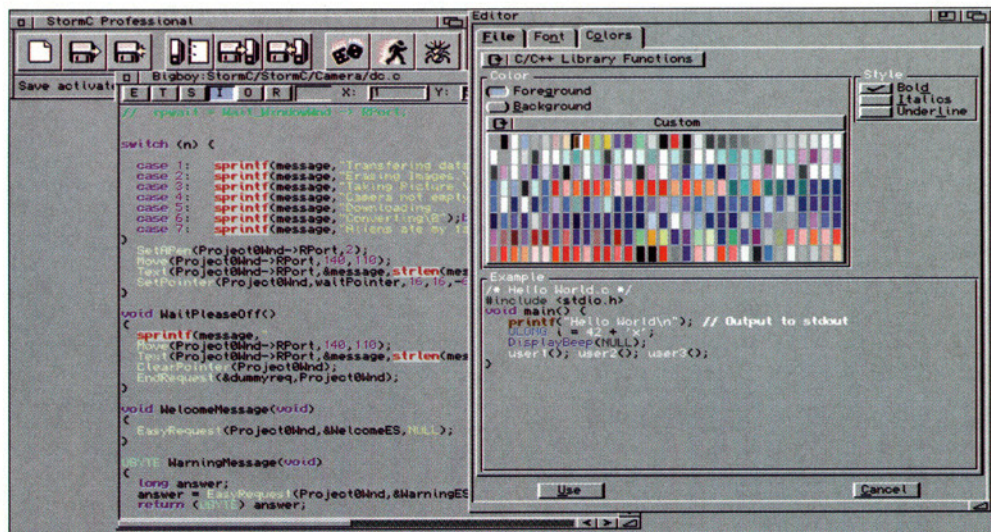 StormC Professional
Save activat
Bigboy:StormC/StormC/Camera/dc.c
E T S I O R X: 1 Y:
switch (n) {
case 1: sprintf(message,"Transfering data
case 2: sprintf(message,"Erasing Images.\
case 3: sprintf(message,"Taking Picture.\
case 4: sprintf(message,"Camera not empty
case 5: sprintf(message,"Downloading
case 6: sprintf(message,"Converting\0");b
case 7: sprintf(message,"Aliens ate my
}
SetAPen(Project0Wnd->RPort,2);
Move(Project0Wnd->RPort,140,110);
Text(Project0Wnd->RPort,&message,strlen(mes
SetPointer(Project0Wnd,waitPointer,16,16,-6
}
void WaitPleaseOff()
{
sprintf(message,"
Move(Project0Wnd->RPort,140,110);
Text(Project0Wnd->RPort,&message,strlen(mes
ClearPointer(Project0Wnd);
EndRequest(&dummyreq,Project0Wnd);
}
void WelcomeMessage(void)
{
EasyRequest(Project0Wnd,&WelcomeES,NULL);
}
UBYTE WarningMessage(void)
{
long answer;
answer = EasyRequest(Project0Wnd,&WarningES
return (UBYTE) answer;
Editor
File Font Colors
C/C++ Library Functions
Color
Foreground
Background
Custom
Style
Bold
Italics
UnderLine
Example
/* Hello World.c */
#include <stdio.h>
void main() {
printf("Hello World\n"); // Output to stdout
ULONG i = 42 + 'x';
DisplayBeep(NULL);
user1(); user2(); user3();
}
Use
Cancel